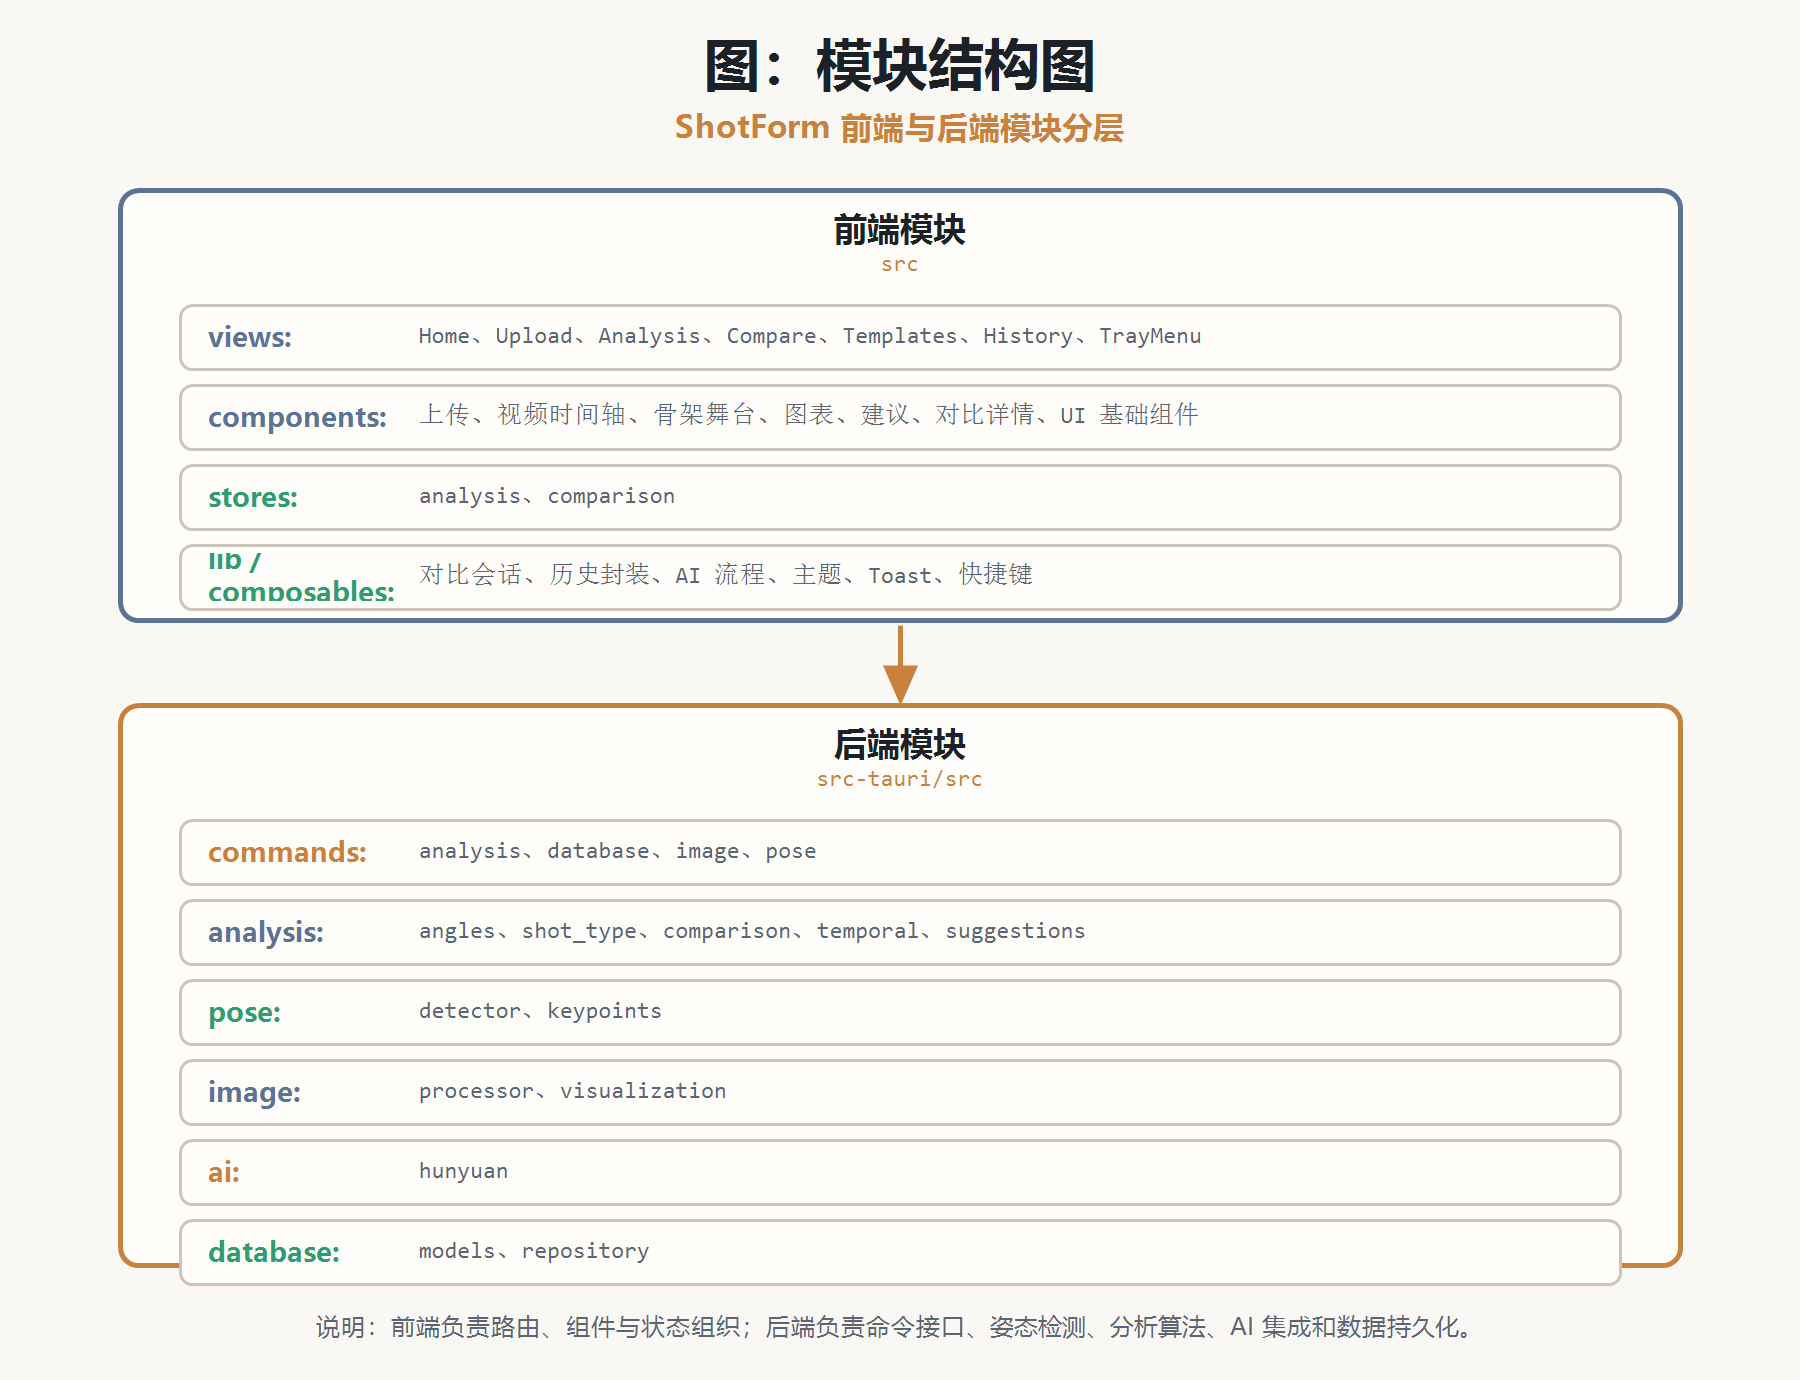 图：模块结构图
ShotForm 前端与后端模块分层
前端模块
src
views: Home、Upload、Analysis、Compare、Templates、History、TrayMenu
components: 上传、视频时间轴、骨架舞台、图表、建议、对比详情、UI 基础组件
stores: analysis、comparison
lib /
composables: 对比会话、历史封装、AI 流程、主题、Toast、快捷键
后端模块
src-tauri/src
commands: analysis、database、image、pose
analysis: angles、shot_type、comparison、temporal、suggestions
pose: detector、keypoints
image: processor、visualization
ai: hunyuan
database: models、repository
说明：前端负责路由、组件与状态组织；后端负责命令接口、姿态检测、分析算法、AI 集成和数据持久化。